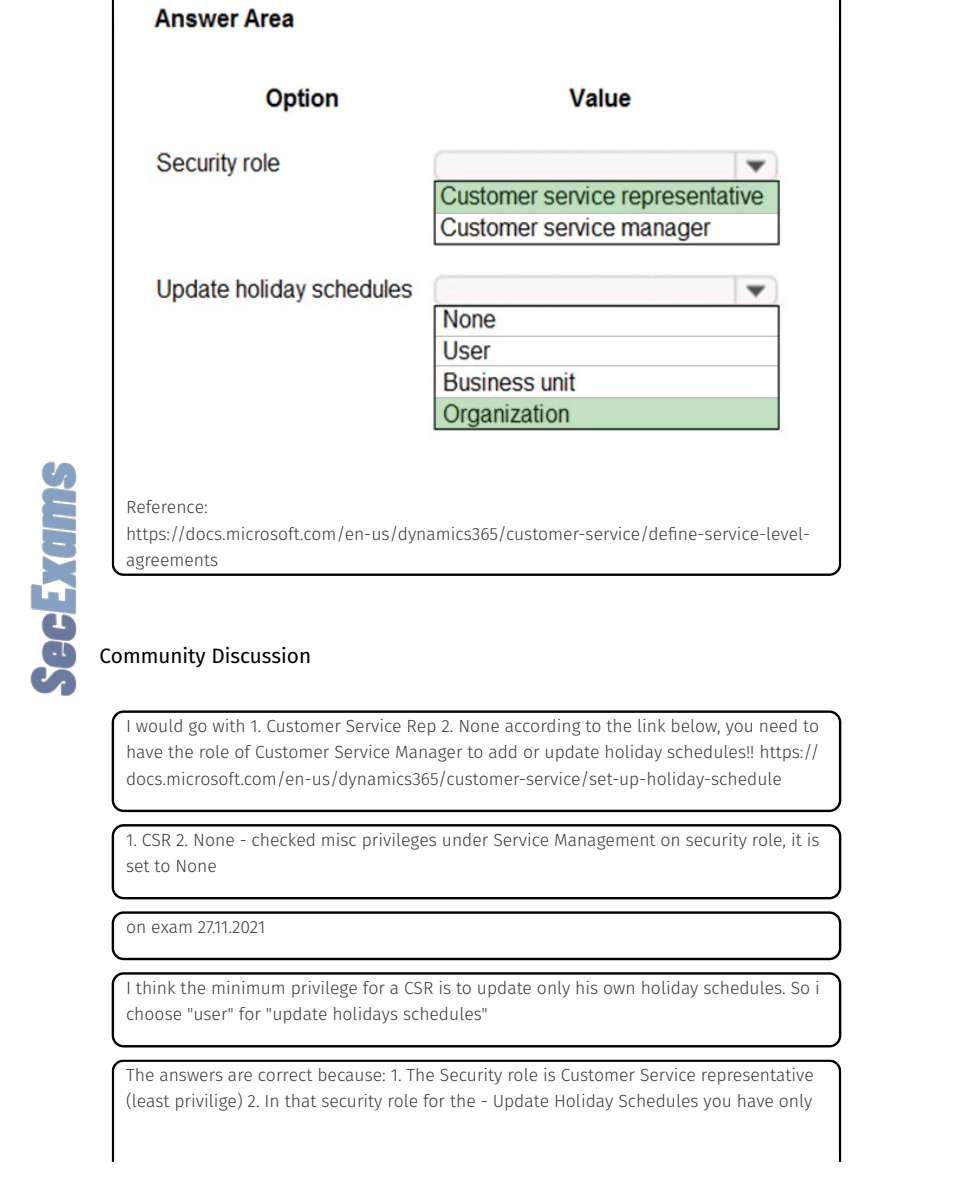 Answer Area
Option Value
Security role
Customer service representative
Customer service manager
Update holiday schedules
None
User
Business unit
Organization
Reference:
https://docs.microsoft.com/en-us/dynamics365/customer-service/define-service-level-
agreements
SecExams
Community Discussion
I would go with 1. Customer Service Rep 2. None according to the link below, you need to
have the role of Customer Service Manager to add or update holiday schedules!! https://
docs.microsoft.com/en-us/dynamics365/customer-service/set-up-holiday-schedule
1. CSR 2. None - checked misc privileges under Service Management on security role, it is
set to None
on exam 27.11.2021
I think the minimum privilege for a CSR is to update only his own holiday schedules. So i
choose "user" for "update holidays schedules"
The answers are correct because: 1. The Security role is Customer Service representative
(least privilige) 2. In that security role for the - Update Holiday Schedules you have only